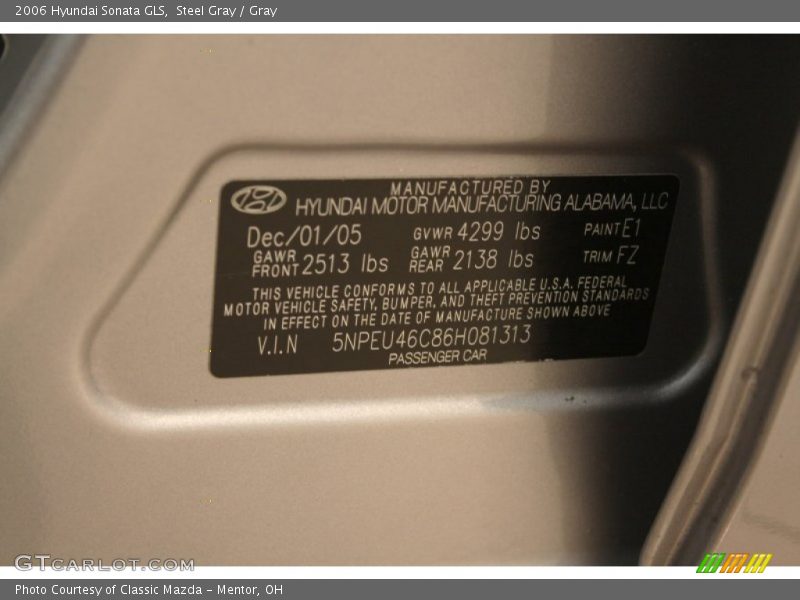 2006 Hyundai Sonata GLS, Steel Gray / Gray
MANUFACTURED BY
HYUNDAI MOTOR MANUFACTURING ALABAMA, LLC
Dec/01/05 GVWR 4299 lbs PAINT E1
GAWR FRONT 2513 lbs GAWR REAR 2138 lbs TRIM FZ
THIS VEHICLE CONFORMS TO ALL APPLICABLE U.S.A. FEDERAL
MOTOR VEHICLE SAFETY, BUMPER, AND THEFT PREVENTION STANDARDS
IN EFFECT ON THE DATE OF MANUFACTURE SHOWN ABOVE
V.I.N 5NPEU46C86H081313
PASSENGER CAR
GTCARLOT.COM
Photo Courtesy of Classic Mazda - Mentor, OH